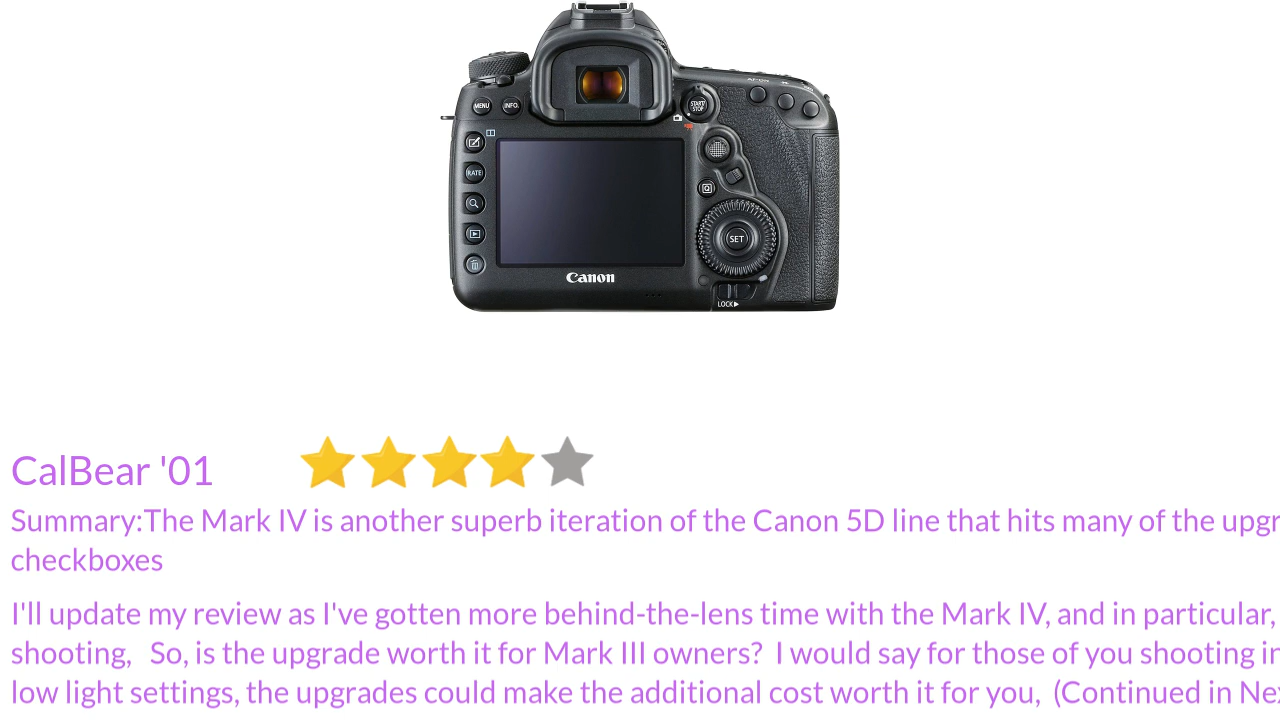 MENU INFO. START/
STOP
RATE
Q
SET
Canon
LOCK
CalBear '01
Summary:The Mark IV is another superb iteration of the Canon 5D line that hits many of the upgr
checkboxes
I'll update my review as I've gotten more behind-the-lens time with the Mark IV, and in particular,
shooting,   So, is the upgrade worth it for Mark III owners?  I would say for those of you shooting in
low light settings, the upgrades could make the additional cost worth it for you,  (Continued in Ne